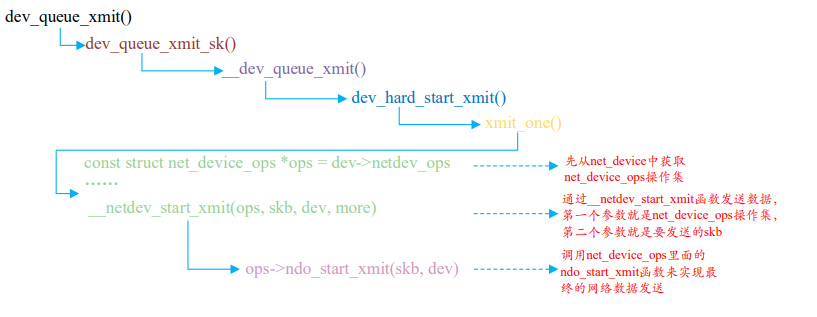 dev_queue_xmit()
dev_queue_xmit_sk()
__dev_queue_xmit()
dev_hard_start_xmit()
xmit_one()
const struct net_device_ops *ops = dev->netdev_ops
先从net_device中获取
net_device_ops操作集
……
__netdev_start_xmit(ops, skb, dev, more)
通过__netdev_start_xmit函数发送数据，
第一个参数就是net_device_ops操作集，
第二个参数就是要发送的skb
ops->ndo_start_xmit(skb, dev)
调用net_device_ops里面的
ndo_start_xmit函数来实现最
终的网络数据发送